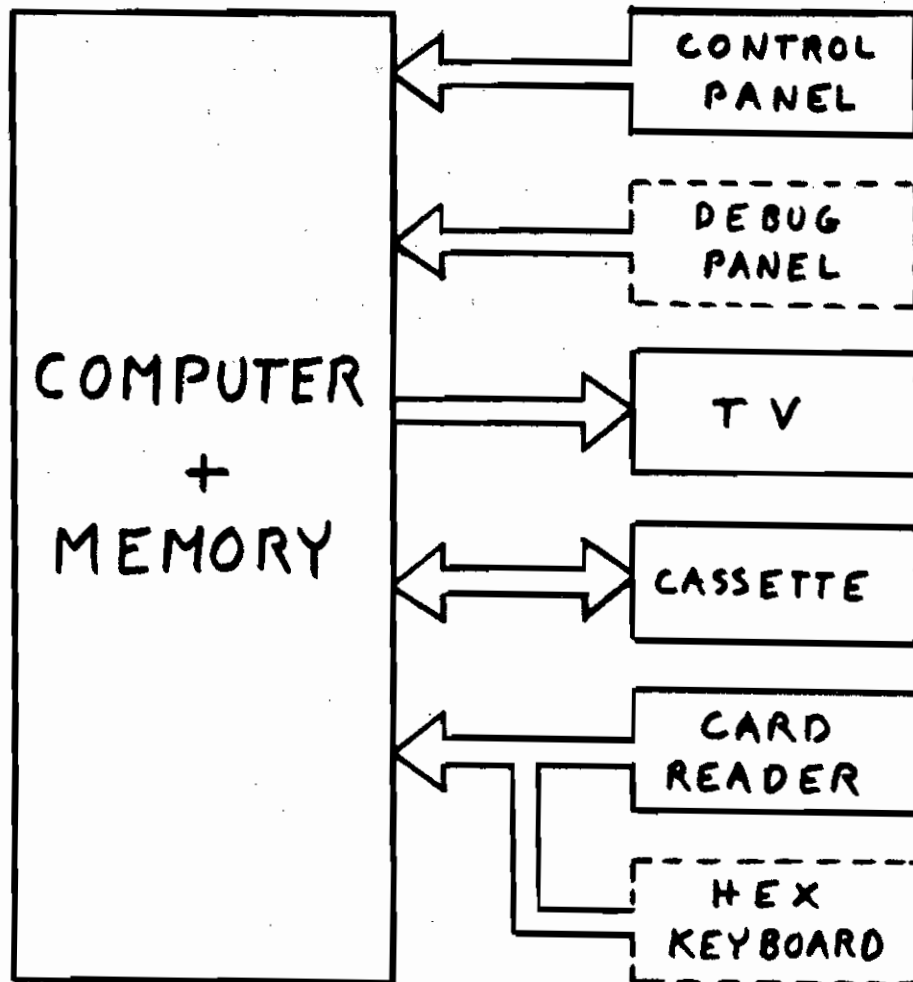 COMPUTER
+
MEMORY
CONTROL
PANEL
DEBUG
PANEL
TV
CASSETTE
CARD
READER
HEX
KEYBOARD